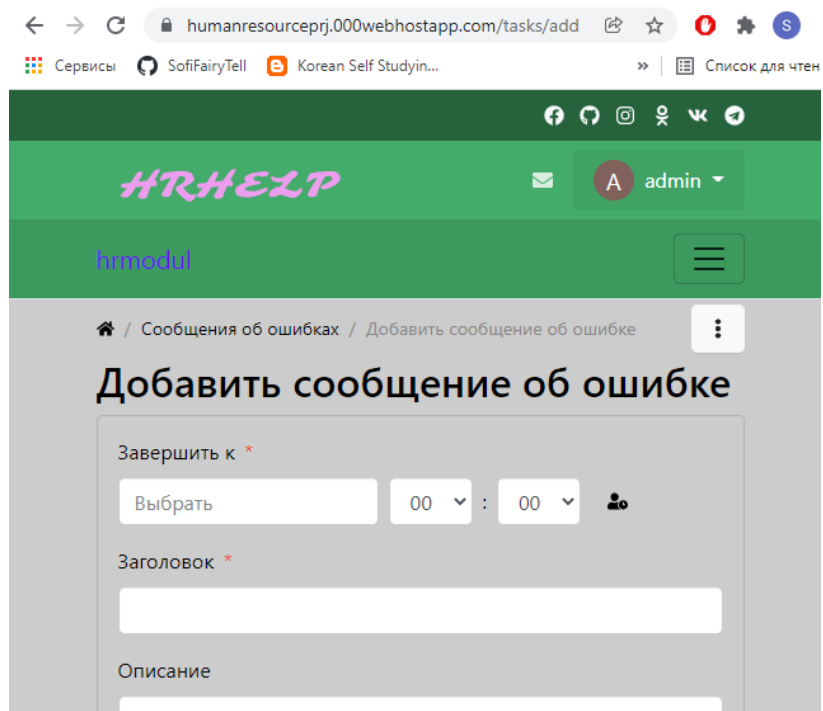 humanresourceprj.000webhostapp.com/tasks/add S
Сервисы SofiFairyTell Korean Self Studyin... » Список для чтен
HRHELP A admin
hrmodul
/ Сообщения об ошибках / Добавить сообщение об ошибке
Добавить сообщение об ошибке
Завершить к *
Выбрать 00 : 00
Заголовок *
Описание